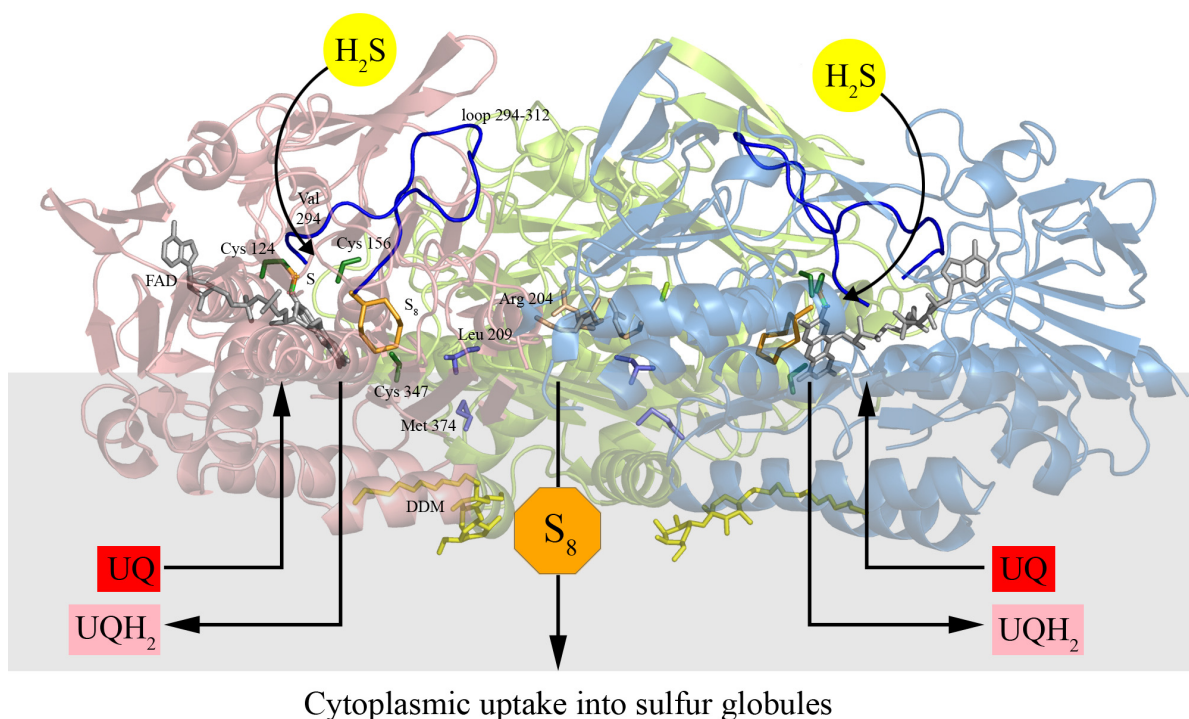 H2S
H2S
loop 294-312
Val
294
Cys 124
Cys 156
FAD
S
S8
Arg 204
Leu 209
Cys 347
Met 374
DDM
S8
UQ
UQ
UQH2
UQH2
Cytoplasmic uptake into sulfur globules